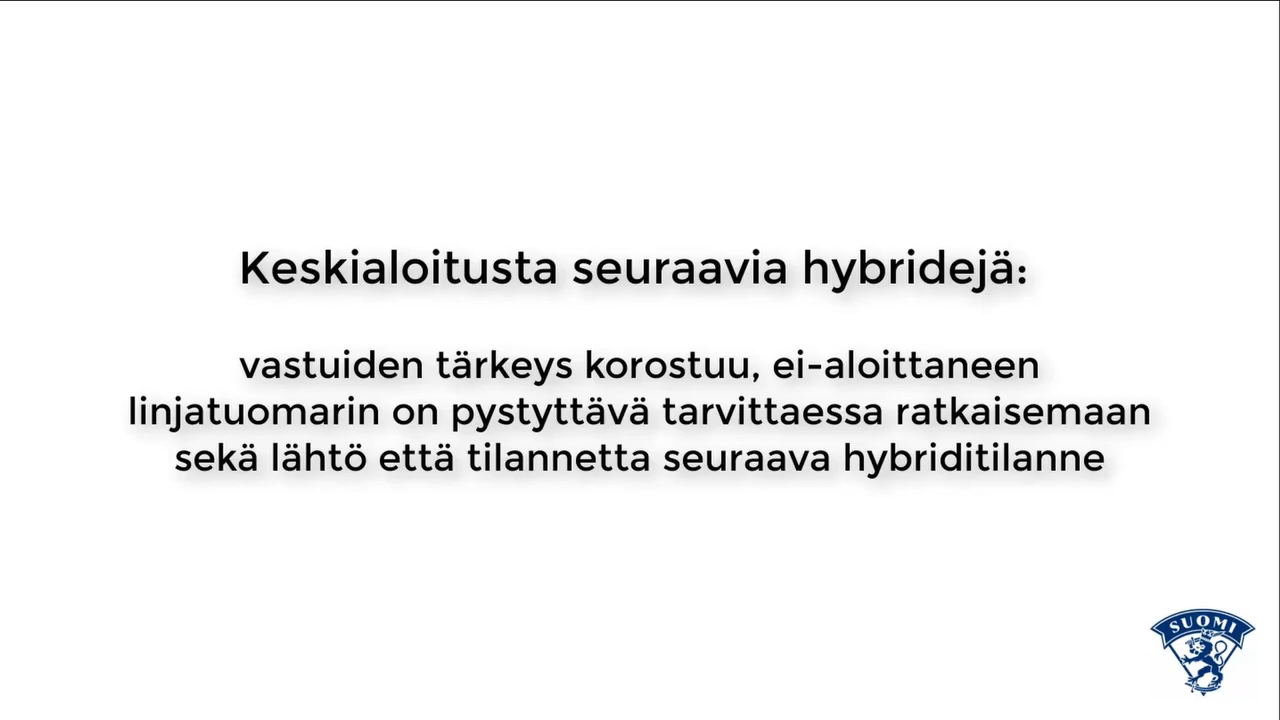 Keskialoitusta seuraavia hybridejä:
vastuiden tärkeys korostuu, ei-aloittaneen
linjatuomarin on pystyttävä tarvittaessa ratkaisemaan
sekä lähtö että tilannetta seuraava hybriditilanne
SUOMI